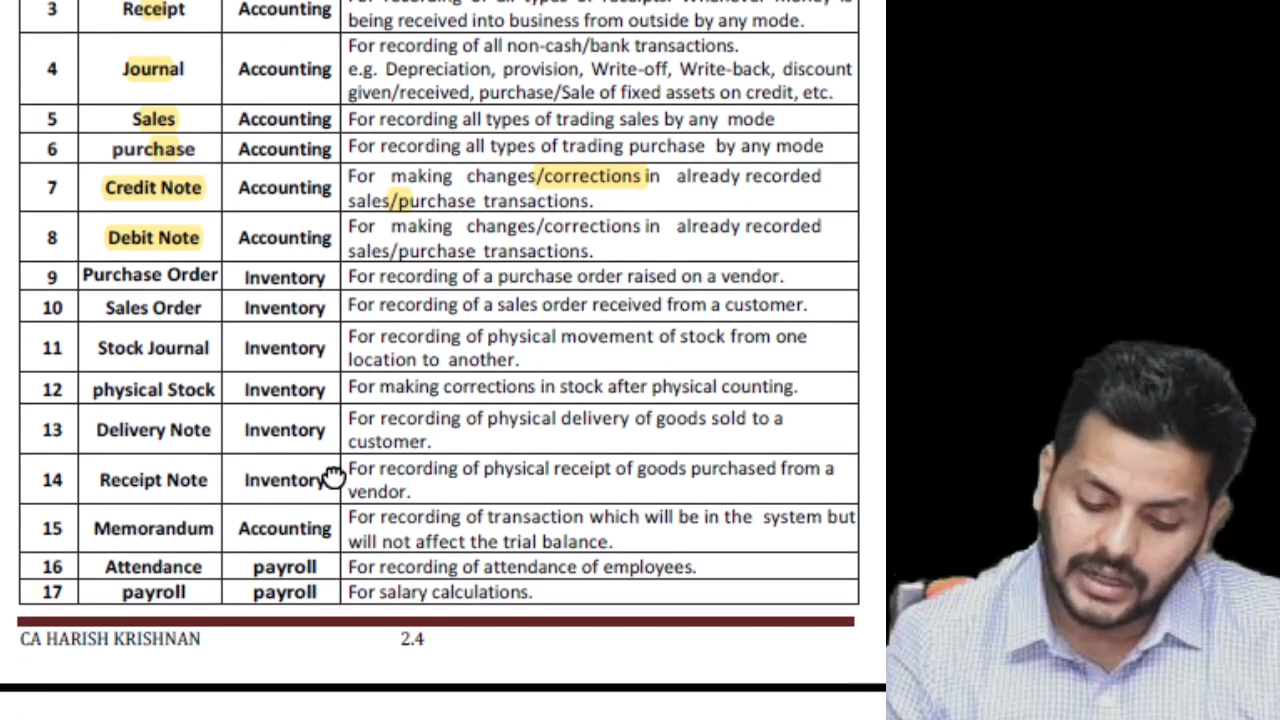 For recording of all types of receipts. Whenever money is
3 Receipt Accounting
being received into business from outside by any mode.
For recording of all non-cash/bank transactions.
4 Journal Accounting e.g. Depreciation, provision, Write-off, Write-back, discount
given/received, purchase/Sale of fixed assets on credit, etc.
5 Sales Accounting For recording all types of trading sales by any mode
6 purchase Accounting For recording all types of trading purchase by any mode
For making changes/corrections in already recorded
7 Credit Note Accounting
sales/purchase transactions.
For making changes/corrections in already recorded
8 Debit Note Accounting
sales/purchase transactions.
9 Purchase Order Inventory For recording of a purchase order raised on a vendor.
10 Sales Order Inventory For recording of a sales order received from a customer.
For recording of physical movement of stock from one
11 Stock Journal Inventory
location to another.
12 physical Stock Inventory For making corrections in stock after physical counting.
For recording of physical delivery of goods sold to a
13 Delivery Note Inventory
customer.
For recording of physical receipt of goods purchased from a
14 Receipt Note Inventory
vendor.
For recording of transaction which will be in the system but
15 Memorandum Accounting
will not affect the trial balance.
16 Attendance payroll For recording of attendance of employees.
17 payroll payroll For salary calculations.
CA HARISH KRISHNAN 2.4